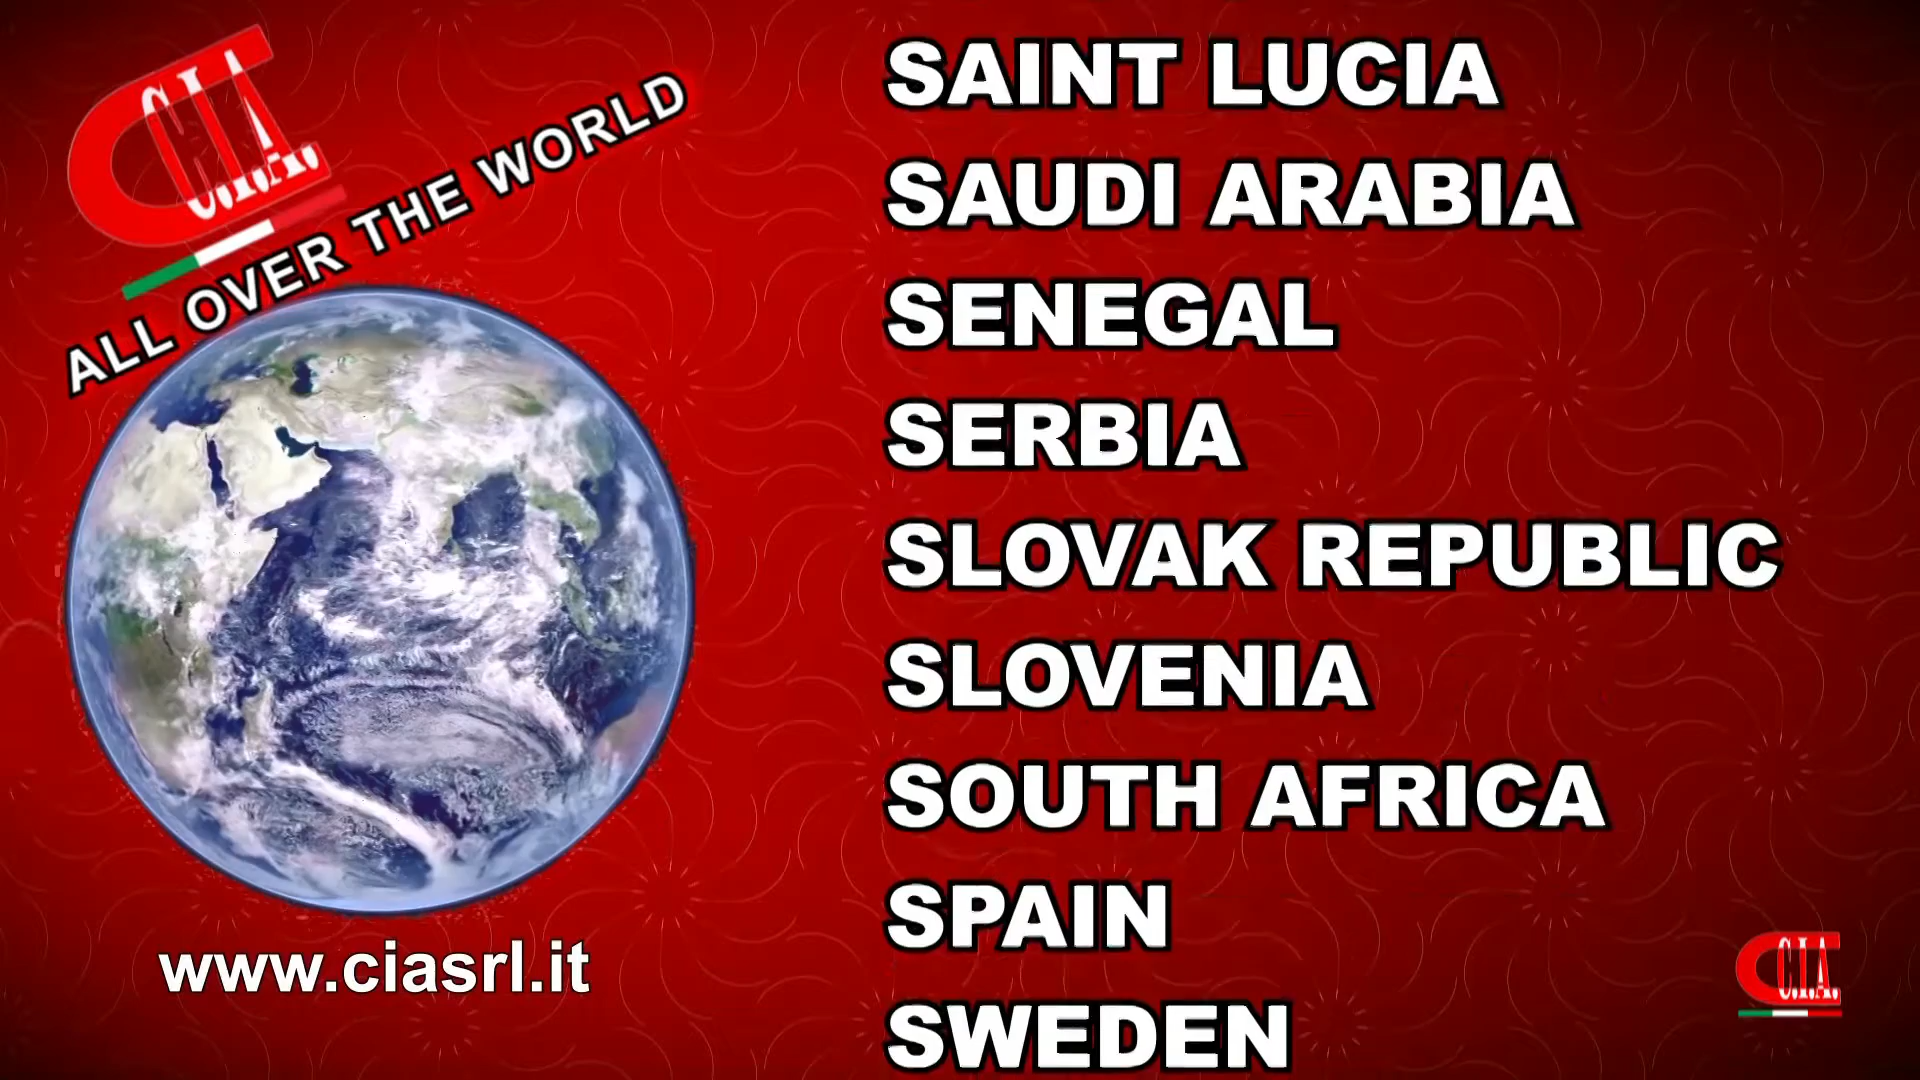 C.I.A.
ALL OVER THE WORLD
www.ciasrl.it
SAINT LUCIA
SAUDI ARABIA
SENEGAL
SERBIA
SLOVAK REPUBLIC
SLOVENIA
SOUTH AFRICA
SPAIN
SWEDEN
C.I.A.